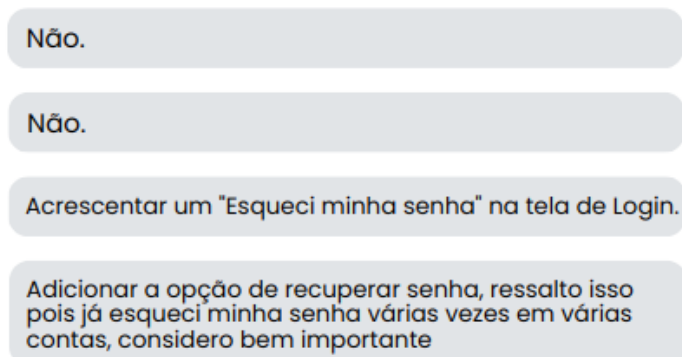 Não.
Não.
Acrescentar um "Esqueci minha senha" na tela de Login.
Adicionar a opção de recuperar senha, ressalto isso
pois já esqueci minha senha várias vezes em várias
contas, considero bem importante